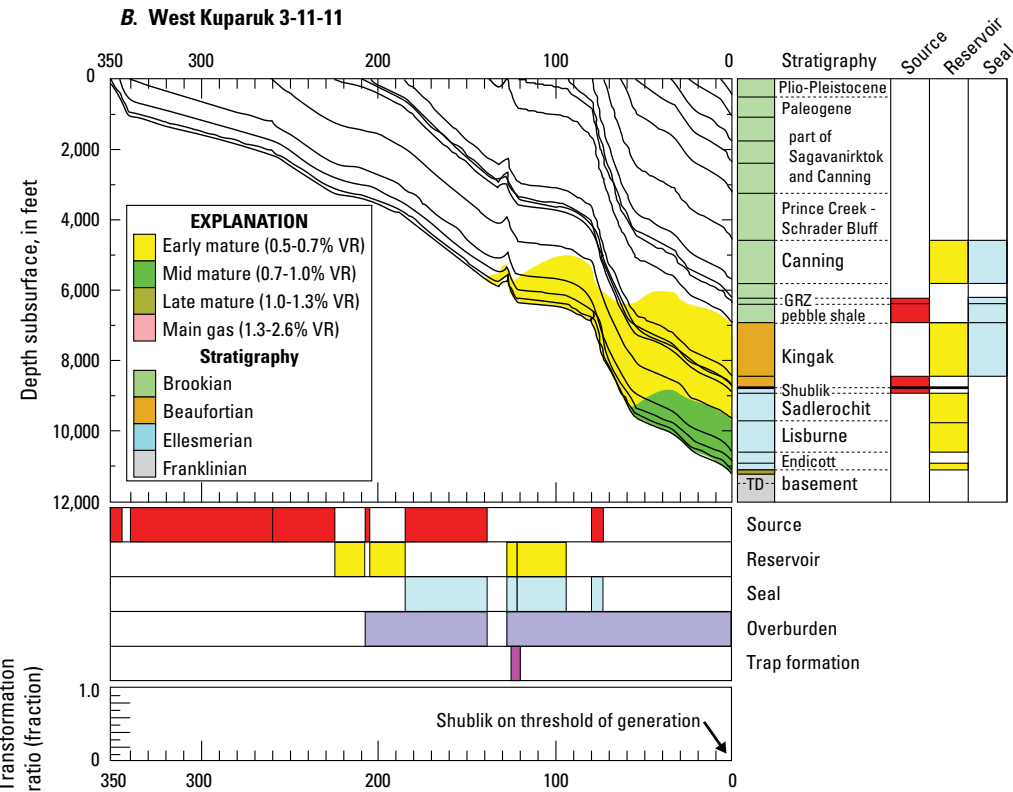 B. West Kuparuk 3-11-11
350 300 200 100 0
Stratigraphy
Source
Reservoir
Seal
0
2,000
4,000
6,000
8,000
10,000
12,000
Depth subsurface, in feet
EXPLANATION
Early mature (0.5-0.7% VR)
Mid mature (0.7-1.0% VR)
Late mature (1.0-1.3% VR)
Main gas (1.3-2.6% VR)
Stratigraphy
Brookian
Beaufortian
Ellesmerian
Franklinian
Plio-Pleistocene
Paleogene
part of
Sagavanirktok
and Canning
Prince Creek -
Schrader Bluff
Canning
GRZ
pebble shale
Kingak
Shublik
Sadlerochit
Lisburne
Endicott
TD
basement
Source
Reservoir
Seal
Overburden
Trap formation
Transformation
ratio (fraction)
1.0
0
Shublik on threshold of generation
350 300 200 100 0